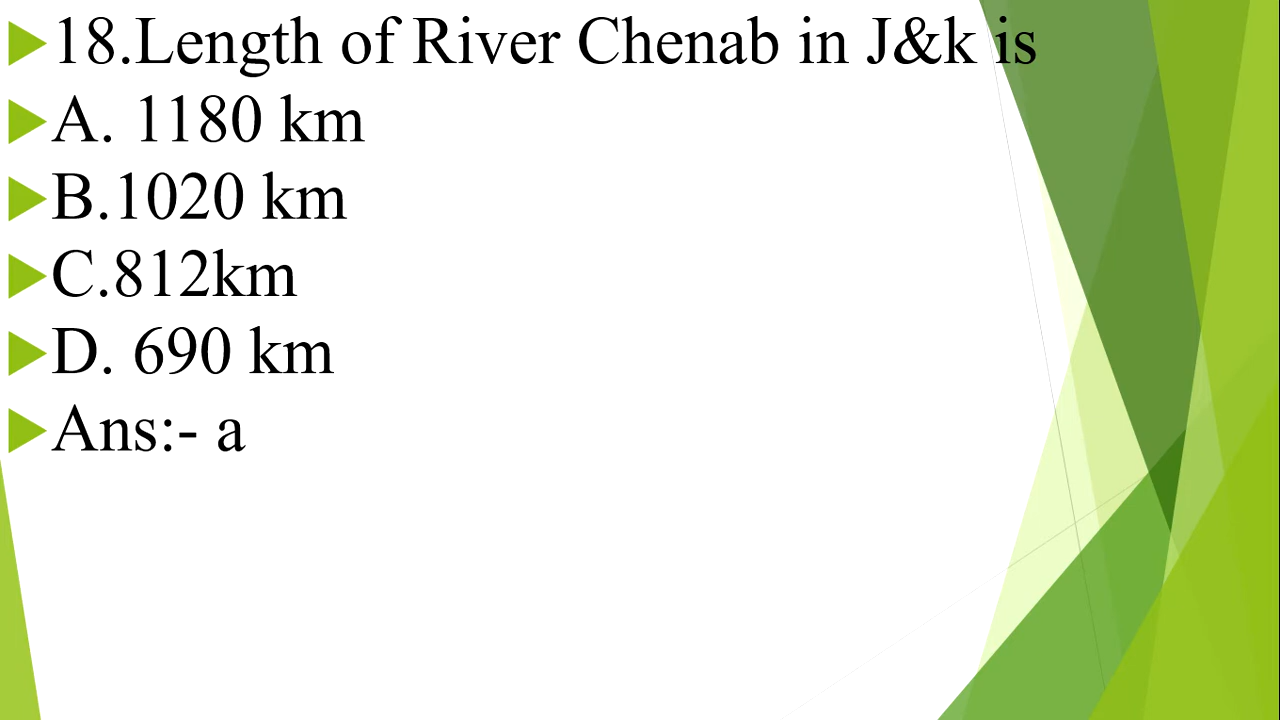 18.Length of River Chenab in J&k is
A. 1180 km
B.1020 km
C.812km
D. 690 km
Ans:- a